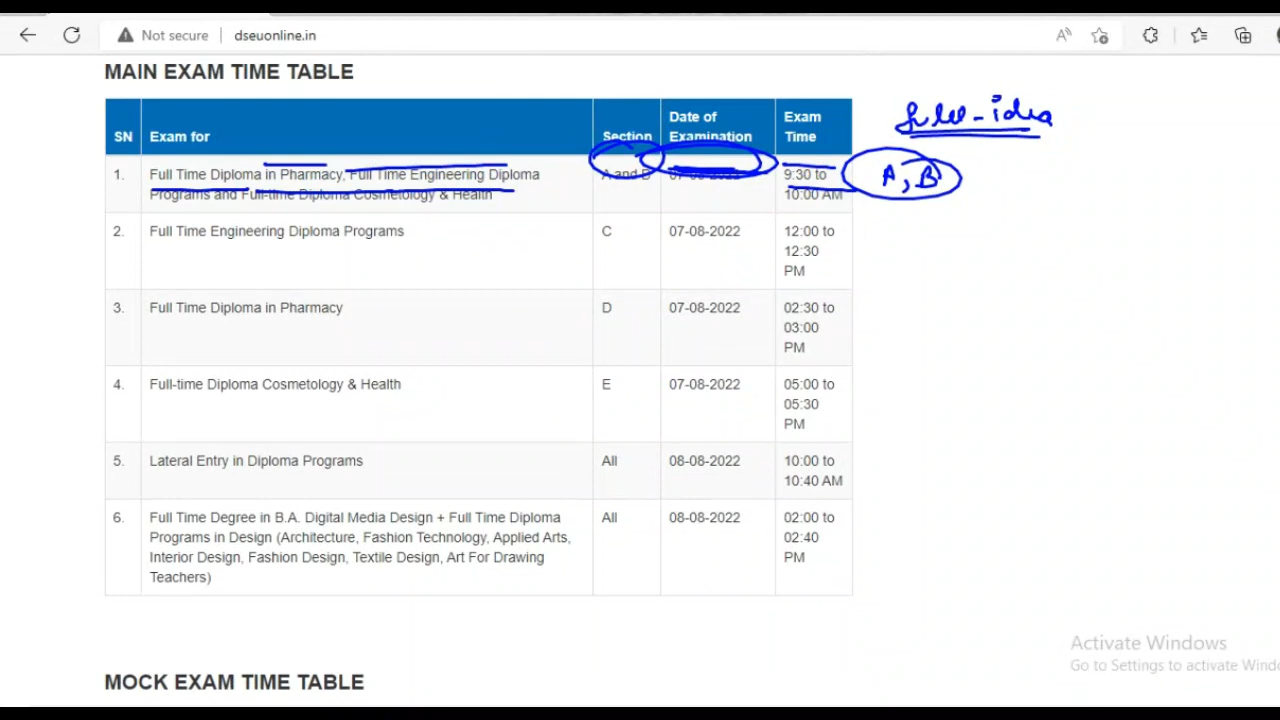 Not secure
dseuonline.in
MAIN EXAM TIME TABLE
full-idea
SN
Exam for
Section
Date of
Examination
Exam
Time
1.
Full Time Diploma in Pharmacy, Full Time Engineering Diploma
Programs and Full-time Diploma Cosmetology & Health
A and B
07-08-2022
9:30 to
10:00 AM
A, B
2.
Full Time Engineering Diploma Programs
C
07-08-2022
12:00 to
12:30
PM
3.
Full Time Diploma in Pharmacy
D
07-08-2022
02:30 to
03:00
PM
4.
Full-time Diploma Cosmetology & Health
E
07-08-2022
05:00 to
05:30
PM
5.
Lateral Entry in Diploma Programs
All
08-08-2022
10:00 to
10:40 AM
6.
Full Time Degree in B.A. Digital Media Design + Full Time Diploma
Programs in Design (Architecture, Fashion Technology, Applied Arts,
Interior Design, Fashion Design, Textile Design, Art For Drawing
Teachers)
All
08-08-2022
02:00 to
02:40
PM
Activate Windows
Go to Settings to activate
MOCK EXAM TIME TABLE